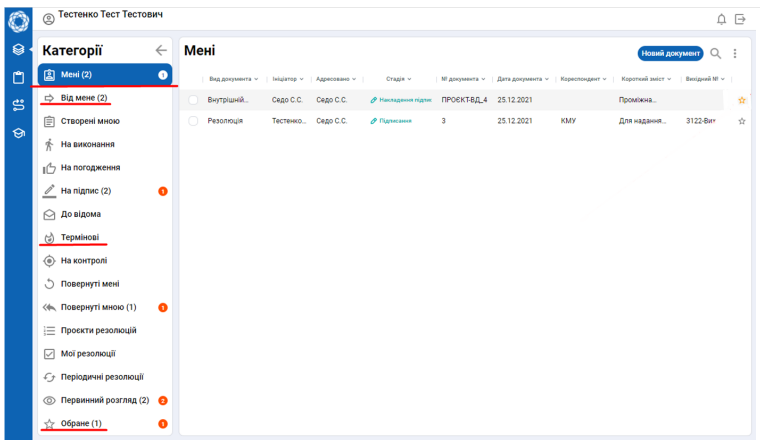 Тестенко Тест Тестович
Категорії
Мені (2) 1
Від мене (2)
Створені мною
На виконання
На погодження
На підпис (2) 1
До відома
Термінові
На контролі
Повернуті мені
Повернуті мною (1) 1
Проєкти резолюцій
Мої резолюції
Періодичні резолюції
Первинний розгляд (2) 2
Обране (1) 1
Мені
Новий документ
Вид документа Ініціатор Адресовано Стадія № документа Дата документа Кореспондент Короткий зміст Вихідний №
Внутрішній... Седо С.С. Седо С.С. Накладення підпис ПРОЄКТ-ВД_4 25.12.2021 Проміжна...
Резолюція Тестенко... Седо С.С. Підписання 3 25.12.2021 КМУ Для надання... 3122-Вих